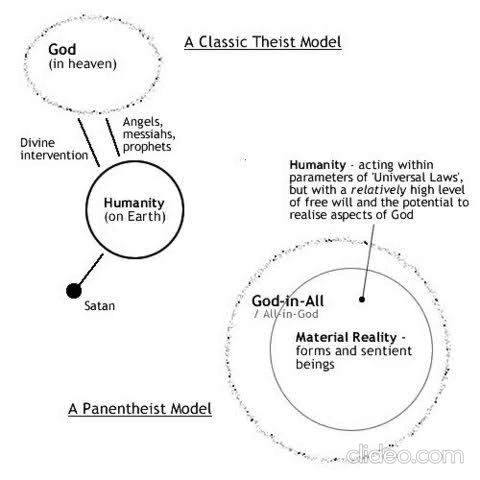 A Classic Theist Model
God
(in heaven)
Divine
intervention
Angels,
messiahs,
prophets
Humanity
(on Earth)
Satan
Humanity - acting within
parameters of 'Universal Laws',
but with a relatively high level
of free will and the potential to
realise aspects of God
God-in-All
/ All-in-God
Material Reality -
forms and sentient
beings
A Panentheist Model
clideo.com